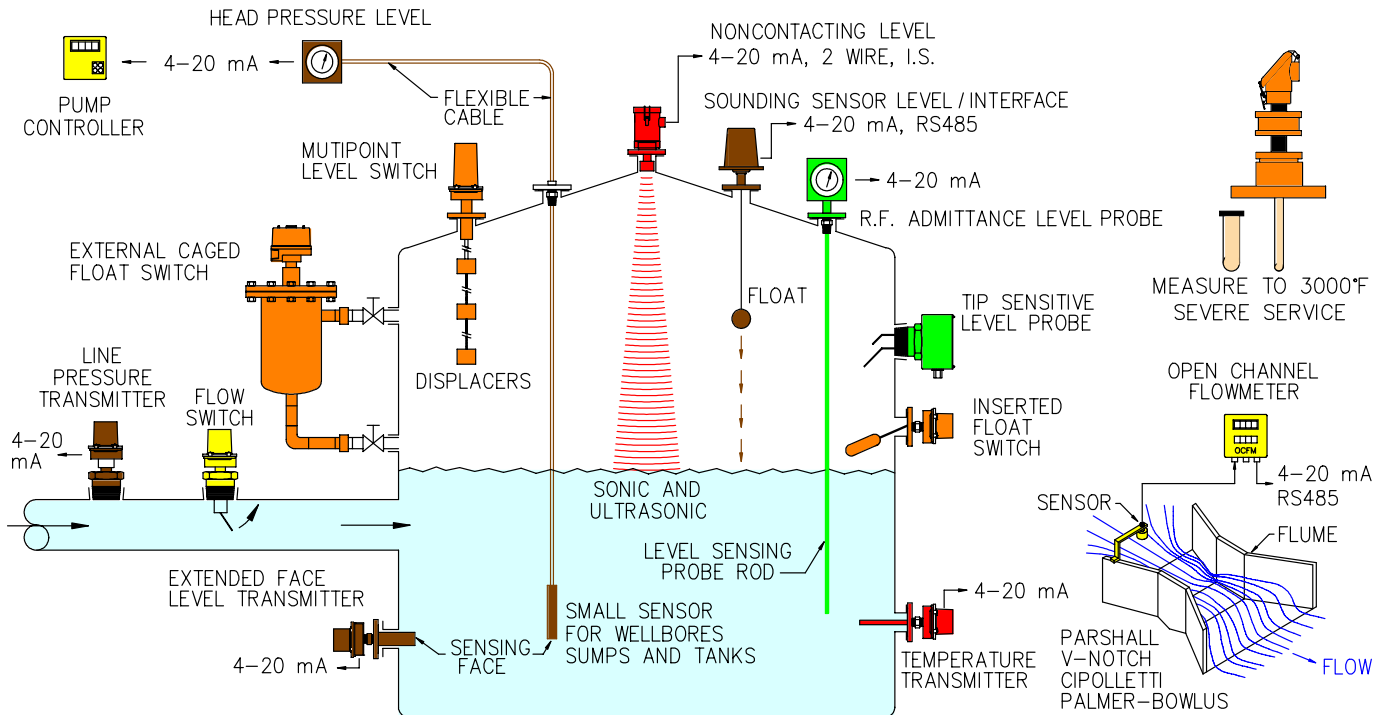 HEAD PRESSURE LEVEL
4-20 mA
PUMP
CONTROLLER
FLEXIBLE
CABLE
NONCONTACTING LEVEL
4-20 mA, 2 WIRE, I.S.
SOUNDING SENSOR LEVEL/INTERFACE
4-20 mA, RS485
MUTIPOINT
LEVEL SWITCH
4-20 mA
R.F. ADMITTANCE LEVEL PROBE
EXTERNAL CAGED
FLOAT SWITCH
FLOAT
MEASURE TO 3000°F
SEVERE SERVICE
TIP SENSITIVE
LEVEL PROBE
LINE
PRESSURE
TRANSMITTER
FLOW
SWITCH
DISPLACERS
OPEN CHANNEL
FLOWMETER
INSERTED
FLOAT
SWITCH
4-20
mA
OCFM
4-20 mA
RS485
SONIC AND
ULTRASONIC
SENSOR
FLUME
LEVEL SENSING
PROBE ROD
EXTENDED FACE
LEVEL TRANSMITTER
4-20 mA
SENSING
FACE
SMALL SENSOR
FOR WELLBORES
SUMPS AND TANKS
4-20 mA
TEMPERATURE
TRANSMITTER
PARSHALL
V-NOTCH
CIPOLLETTI
PALMER-BOWLUS
FLOW